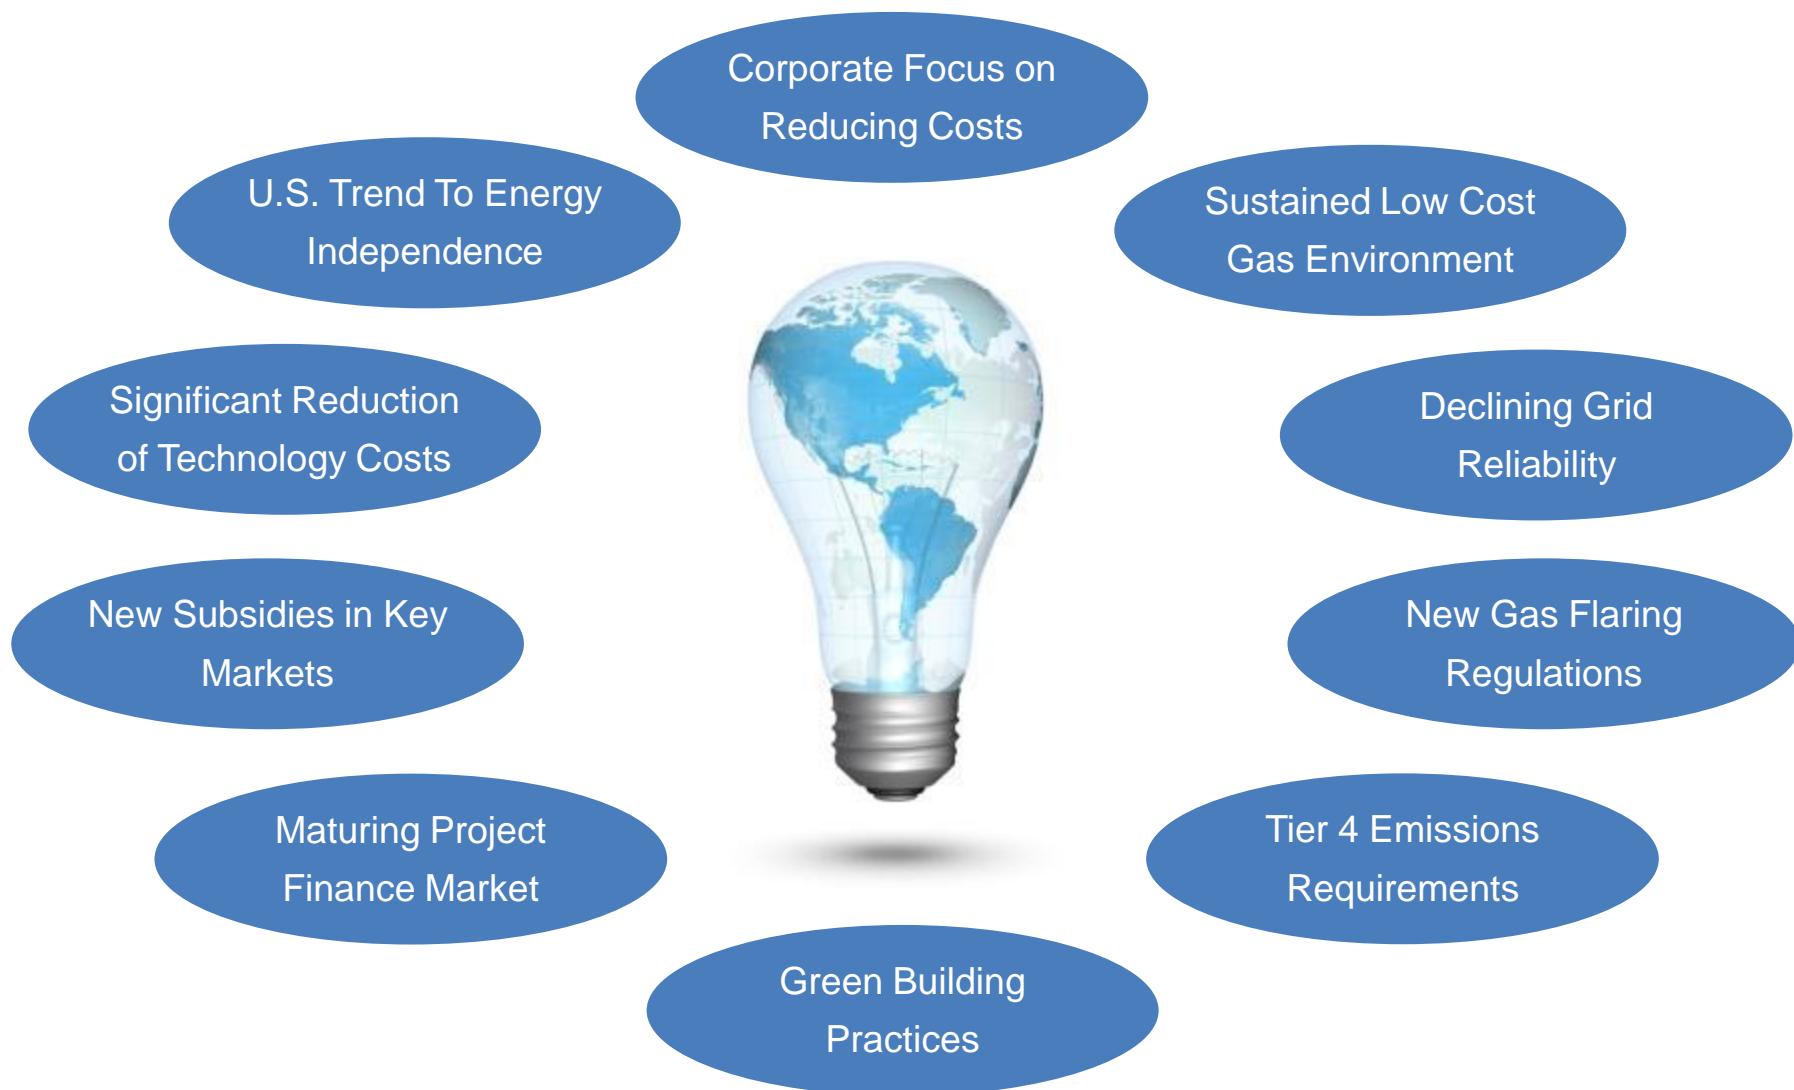 Corporate Focus on
Reducing Costs
U.S. Trend To Energy
Independence
Sustained Low Cost
Gas Environment
Significant Reduction
of Technology Costs
Declining Grid
Reliability
New Subsidies in Key
Markets
New Gas Flaring
Regulations
Maturing Project
Finance Market
Tier 4 Emissions
Requirements
Green Building
Practices